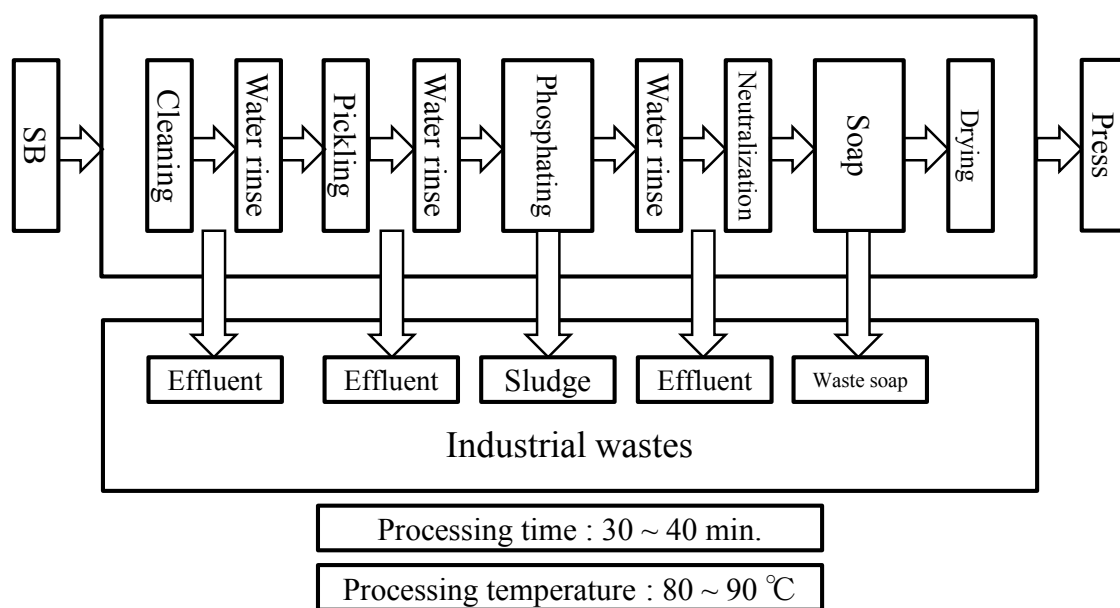 SB
Cleaning
Water rinse
Pickling
Water rinse
Phosphating
Water rinse
Neutralization
Soap
Drying
Press
Effluent
Effluent
Sludge
Effluent
Waste soap
Industrial wastes
Processing time : 30 ~ 40 min.
Processing temperature : 80 ~ 90 ℃